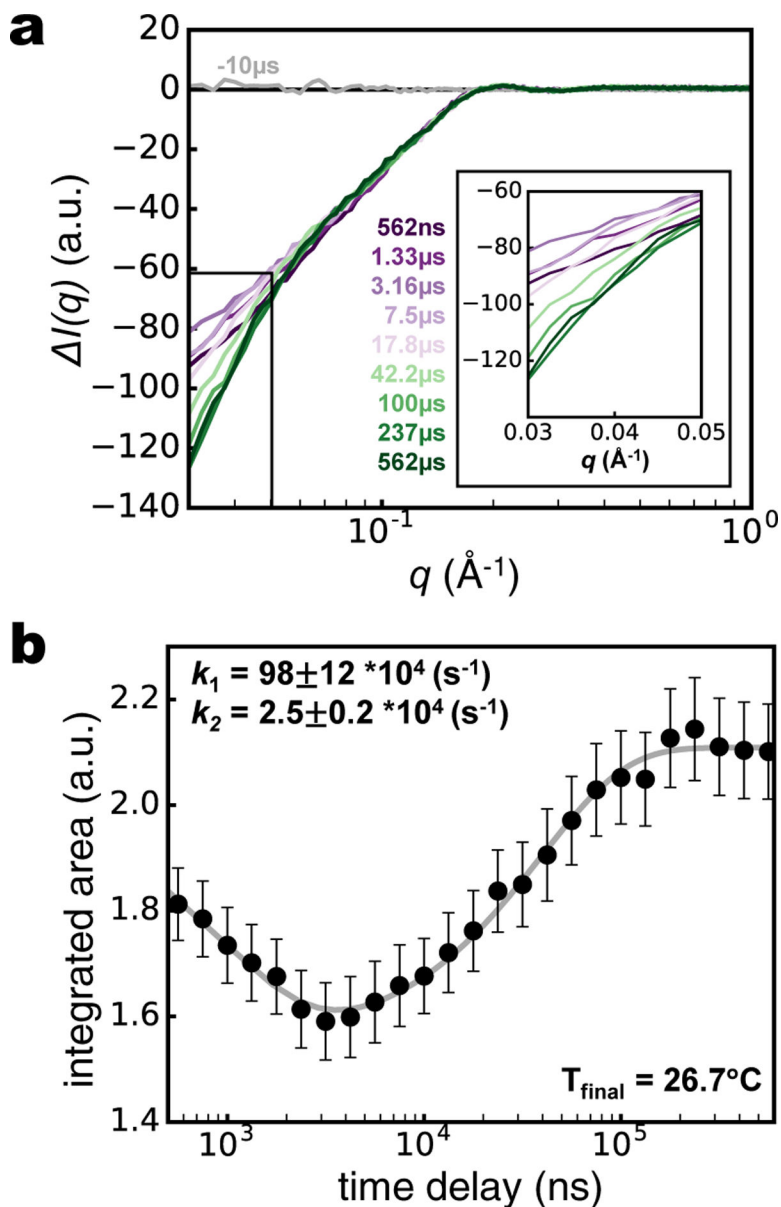 a
20
0
−20
−40
−60
−80
−100
−120
−140
ΔI(q) (a.u.)
-10µs
562ns
1.33µs
3.16µs
7.5µs
17.8µs
42.2µs
100µs
237µs
562µs
−60
−80
−100
−120
0.03 0.04 0.05
q (Å-1)
10-1 100
q (Å-1)
b
k1 = 98±12 *104 (s-1)
k2 = 2.5±0.2 *104 (s-1)
2.2
2.0
1.8
1.6
1.4
integrated area (a.u.)
Tfinal = 26.7°C
103 104 105
time delay (ns)